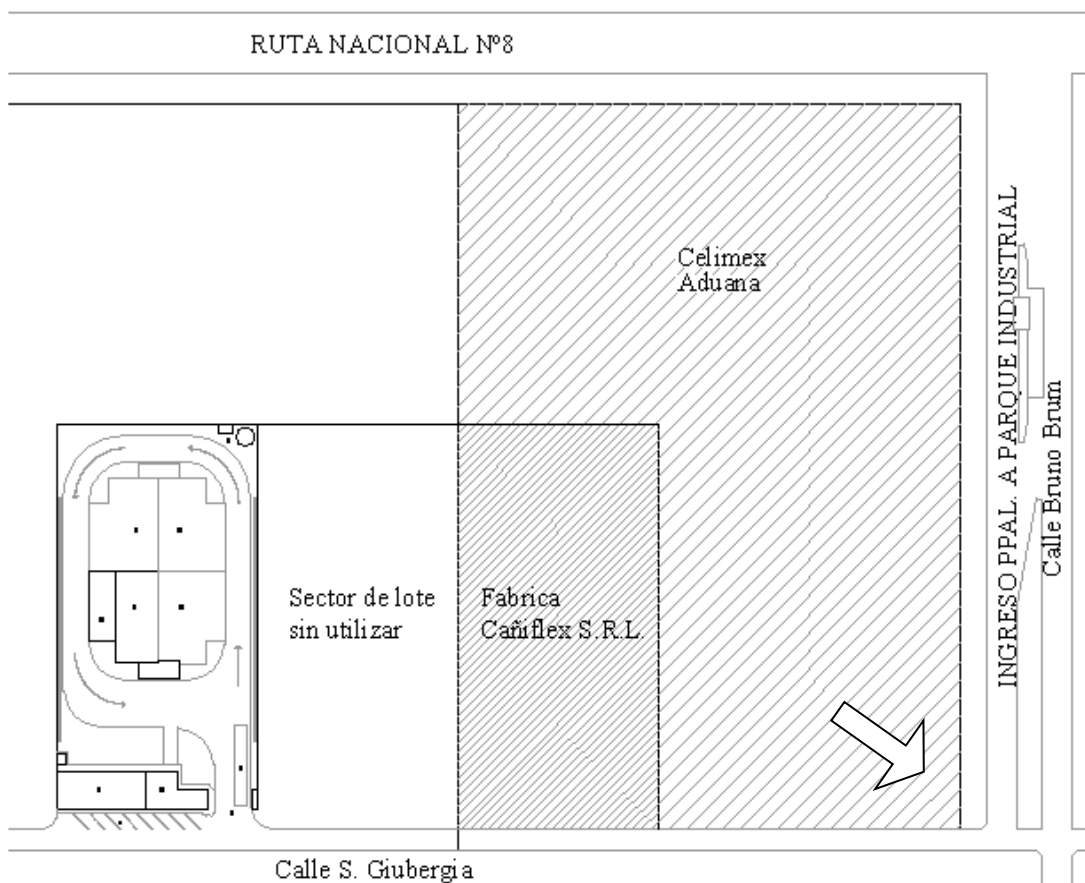 RUTA NACIONAL Nº8
Celimex
Aduana
INGRESO PPAL. A PARQUE INDUSTRIAL
Calle Bruno Brum
Sector de lote
sin utilizar
Fabrica
Cañiflex S.R.L
Calle S. Giubergia